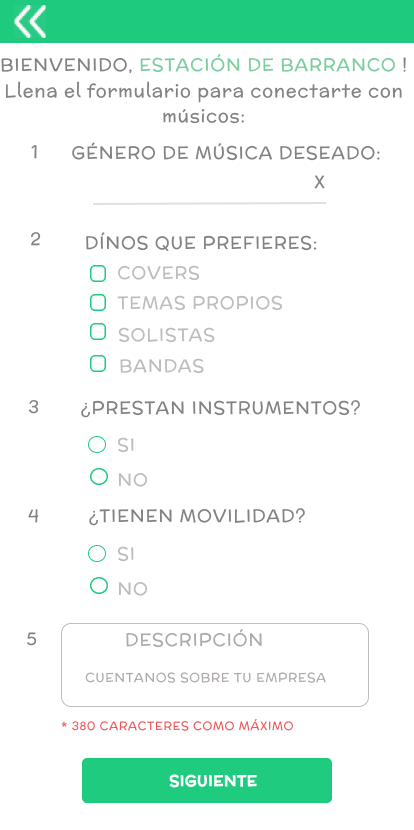 BIENVENIDO, ESTACIÓN DE BARRANCO !
Llena el formulario para conectarte con
músicos:
1 GÉNERO DE MÚSICA DESEADO:
X
2 DÍNOS QUE PREFIERES:
COVERS
TEMAS PROPIOS
SOLISTAS
BANDAS
3 ¿PRESTAN INSTRUMENTOS?
SI
NO
4 ¿TIENEN MOVILIDAD?
SI
NO
5 DESCRIPCIÓN
CUENTANOS SOBRE TU EMPRESA
* 380 CARACTERES COMO MÁXIMO
SIGUIENTE